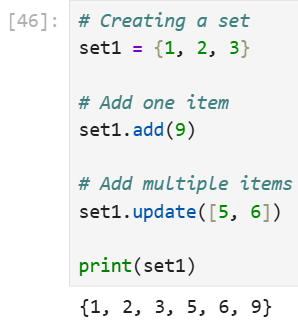 [46]:
# Creating a set
set1 = {1, 2, 3}
# Add one item
set1.add(9)
# Add multiple items
set1.update([5, 6])
print(set1)
{1, 2, 3, 5, 6, 9}